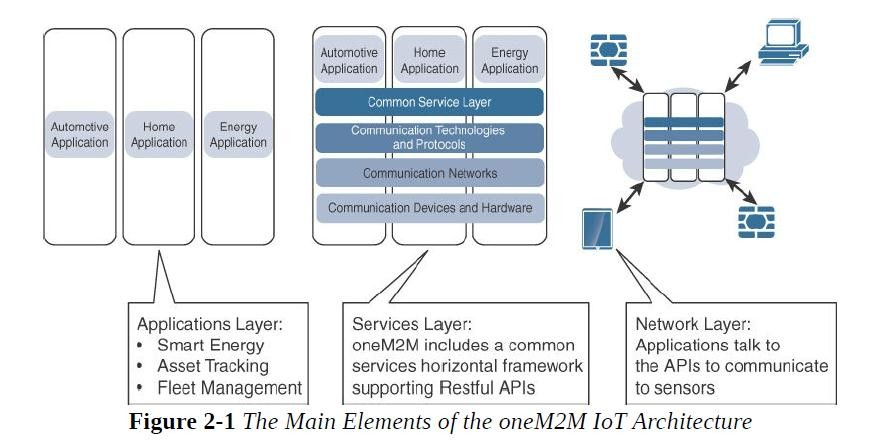 Automotive
Application
Home
Application
Energy
Application
Automotive
Application
Home
Application
Energy
Application
Common Service Layer
Communication Technologies
and Protocols
Communication Networks
Communication Devices and Hardware
Applications Layer:
• Smart Energy
• Asset Tracking
• Fleet Management
Services Layer:
oneM2M includes a common
services horizontal framework
supporting Restful APIs
Network Layer:
Applications talk to
the APIs to communicate
to sensors
Figure 2-1 The Main Elements of the oneM2M IoT Architecture